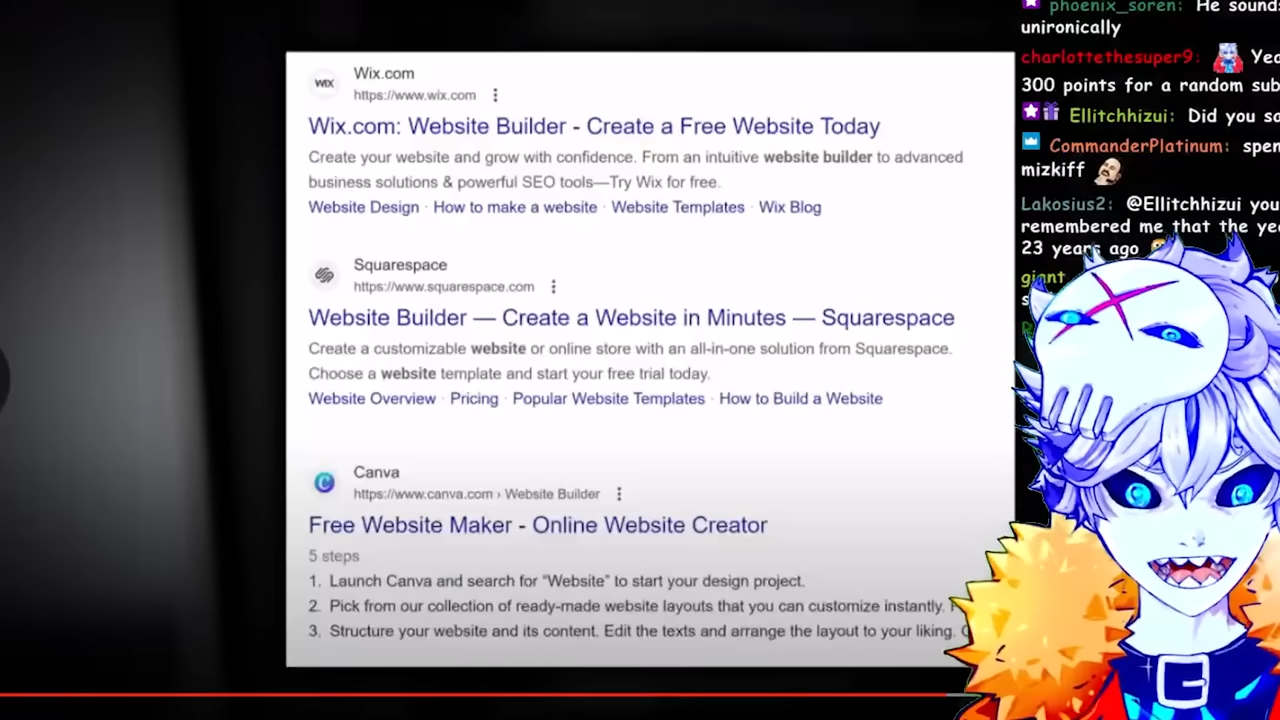 WIX
Wix.com
https://www.wix.com
Wix.com: Website Builder - Create a Free Website Today
Create your website and grow with confidence. From an intuitive website builder to advanced
business solutions & powerful SEO tools—Try Wix for free.
Website Design · How to make a website · Website Templates · Wix Blog
Squarespace
https://www.squarespace.com
Website Builder — Create a Website in Minutes — Squarespace
Create a customizable website or online store with an all-in-one solution from Squarespace.
Choose a website template and start your free trial today.
Website Overview · Pricing · Popular Website Templates · How to Build a Website
Canva
https://www.canva.com › Website Builder
Free Website Maker - Online Website Creator
5 steps
1. Launch Canva and search for “Website” to start your design project.
2. Pick from our collection of ready-made website layouts that you can customize instantly.
3. Structure your website and its content. Edit the texts and arrange the layout to your liking.
phoenix_soren: He sound
unironically
charlottethesuper9: Yea
300 points for a random sub
Ellitchhizui: Did you so
CommanderPlatinum: spen
mizkiff
Lakosius2: @Ellitchhizui you
remembered me that the yea
23 years ago
giant